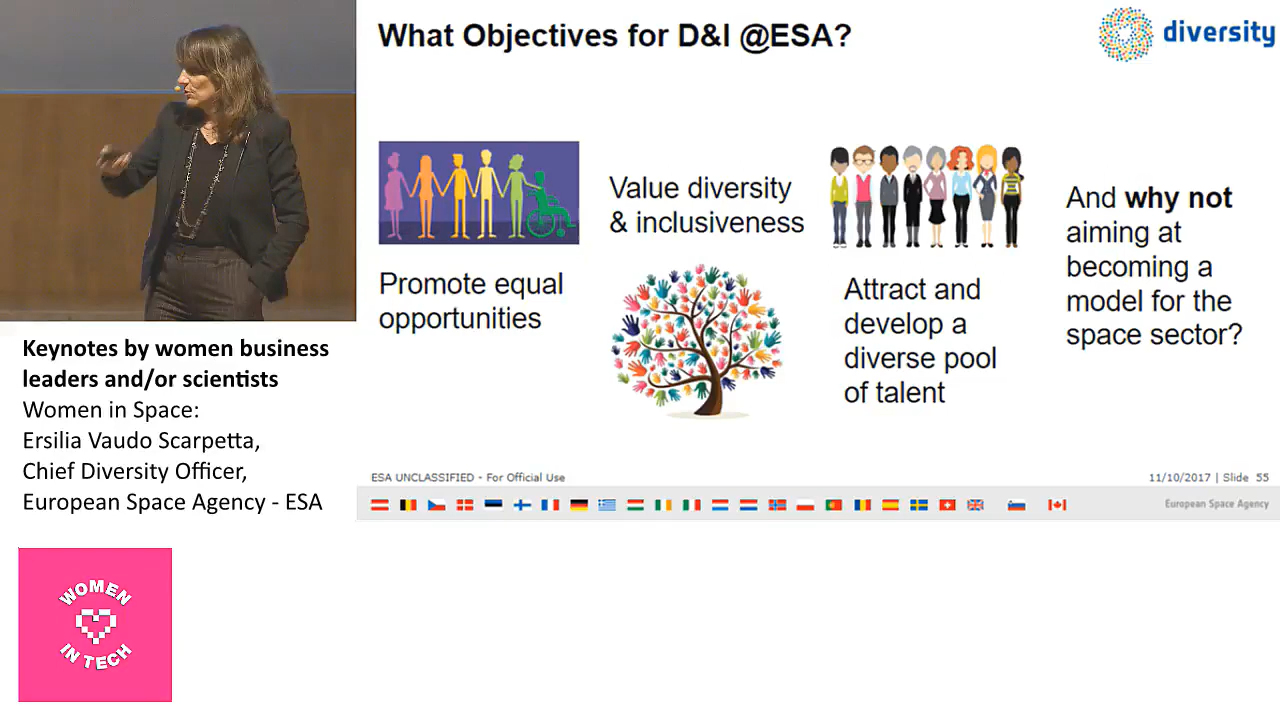 What Objectives for D&I @ESA?
diversity
Promote equal
opportunities
Value diversity
& inclusiveness
Attract and
develop a
diverse pool
of talent
And why not
aiming at
becoming a
model for the
space sector?
ESA UNCLASSIFIED - For Official Use
11/10/2017 | Slide 55
European Space Agency
Keynotes by women business
leaders and/or scientists
Women in Space:
Ersilia Vaudo Scarpetta,
Chief Diversity Officer,
European Space Agency - ESA
WOMEN
IN TECH